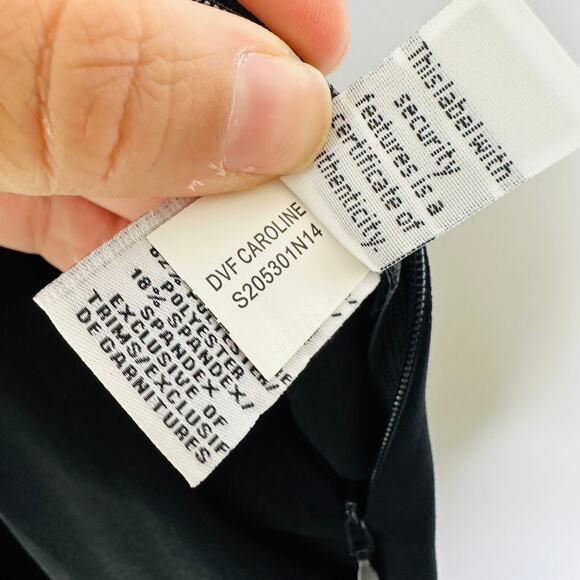 This label with
security
features is a
certificate of
authenticity
DVF CAROLINE
S205301N14
POLYESTER/
18% SPANDEX/
SPANDEX
EXCLUSIVE OF
TRIMS/EXCLUSIF
DE GARNITURES